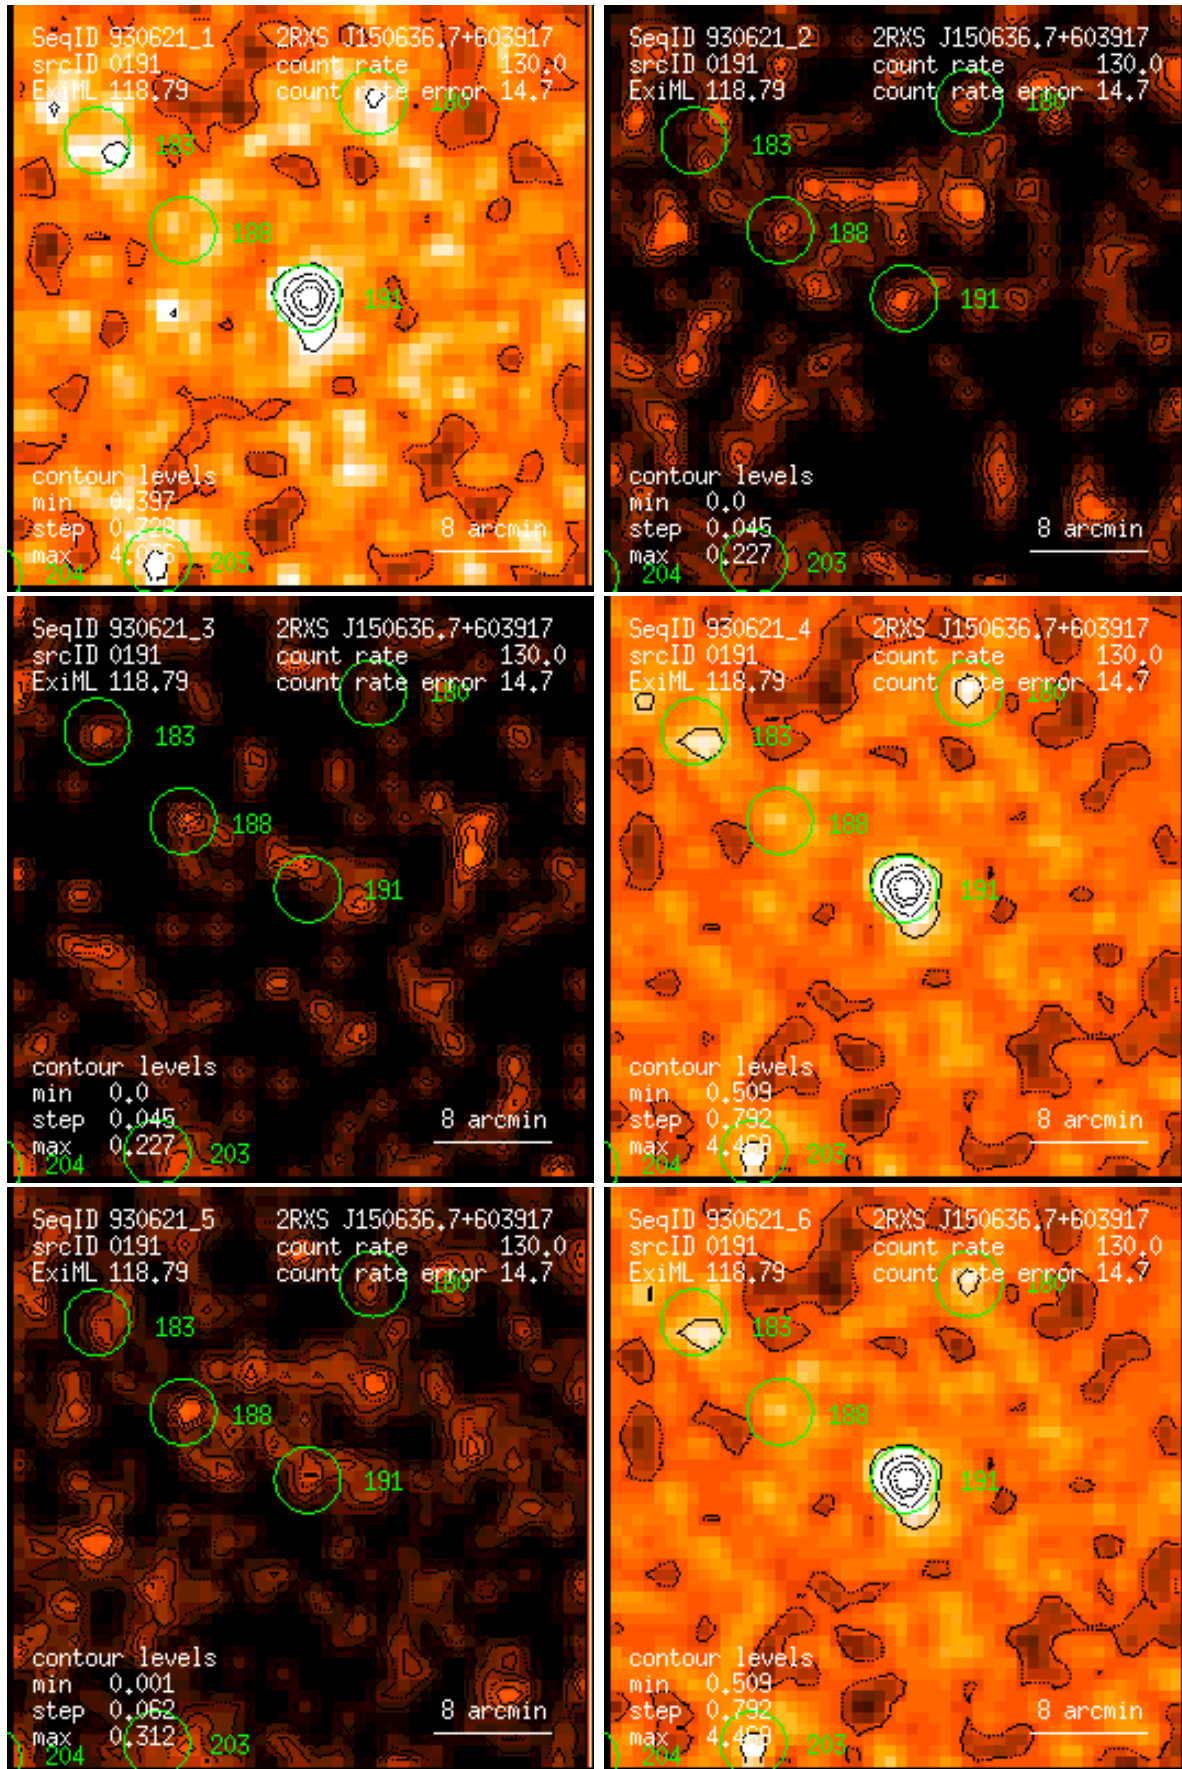 SeqID 930621_1 2RXS J150636.7+603917
srcID 0191 count rate 130.0
ExiML 118.79 count rate error 14.7
180
183
188
191
contour levels
min 0.397
step 0.728
max 4.036
8 arcmin
204 203
SeqID 930621_2 2RXS J150636.7+603917
srcID 0191 count rate 130.0
ExiML 118.79 count rate error 14.7
180
183
188
191
contour levels
min 0.0
step 0.045
max 0.227
8 arcmin
204 203
SeqID 930621_3 2RXS J150636.7+603917
srcID 0191 count rate 130.0
ExiML 118.79 count rate error 14.7
180
183
188
191
contour levels
min 0.0
step 0.045
max 0.227
8 arcmin
204 203
SeqID 930621_4 2RXS J150636.7+603917
srcID 0191 count rate 130.0
ExiML 118.79 count rate error 14.7
180
183
188
191
contour levels
min 0.509
step 0.792
max 4.469
8 arcmin
204 203
SeqID 930621_5 2RXS J150636.7+603917
srcID 0191 count rate 130.0
ExiML 118.79 count rate error 14.7
180
183
188
191
contour levels
min 0.001
step 0.062
max 0.312
8 arcmin
204 203
SeqID 930621_6 2RXS J150636.7+603917
srcID 0191 count rate 130.0
ExiML 118.79 count rate error 14.7
180
183
188
191
contour levels
min 0.509
step 0.792
max 4.469
8 arcmin
204 203